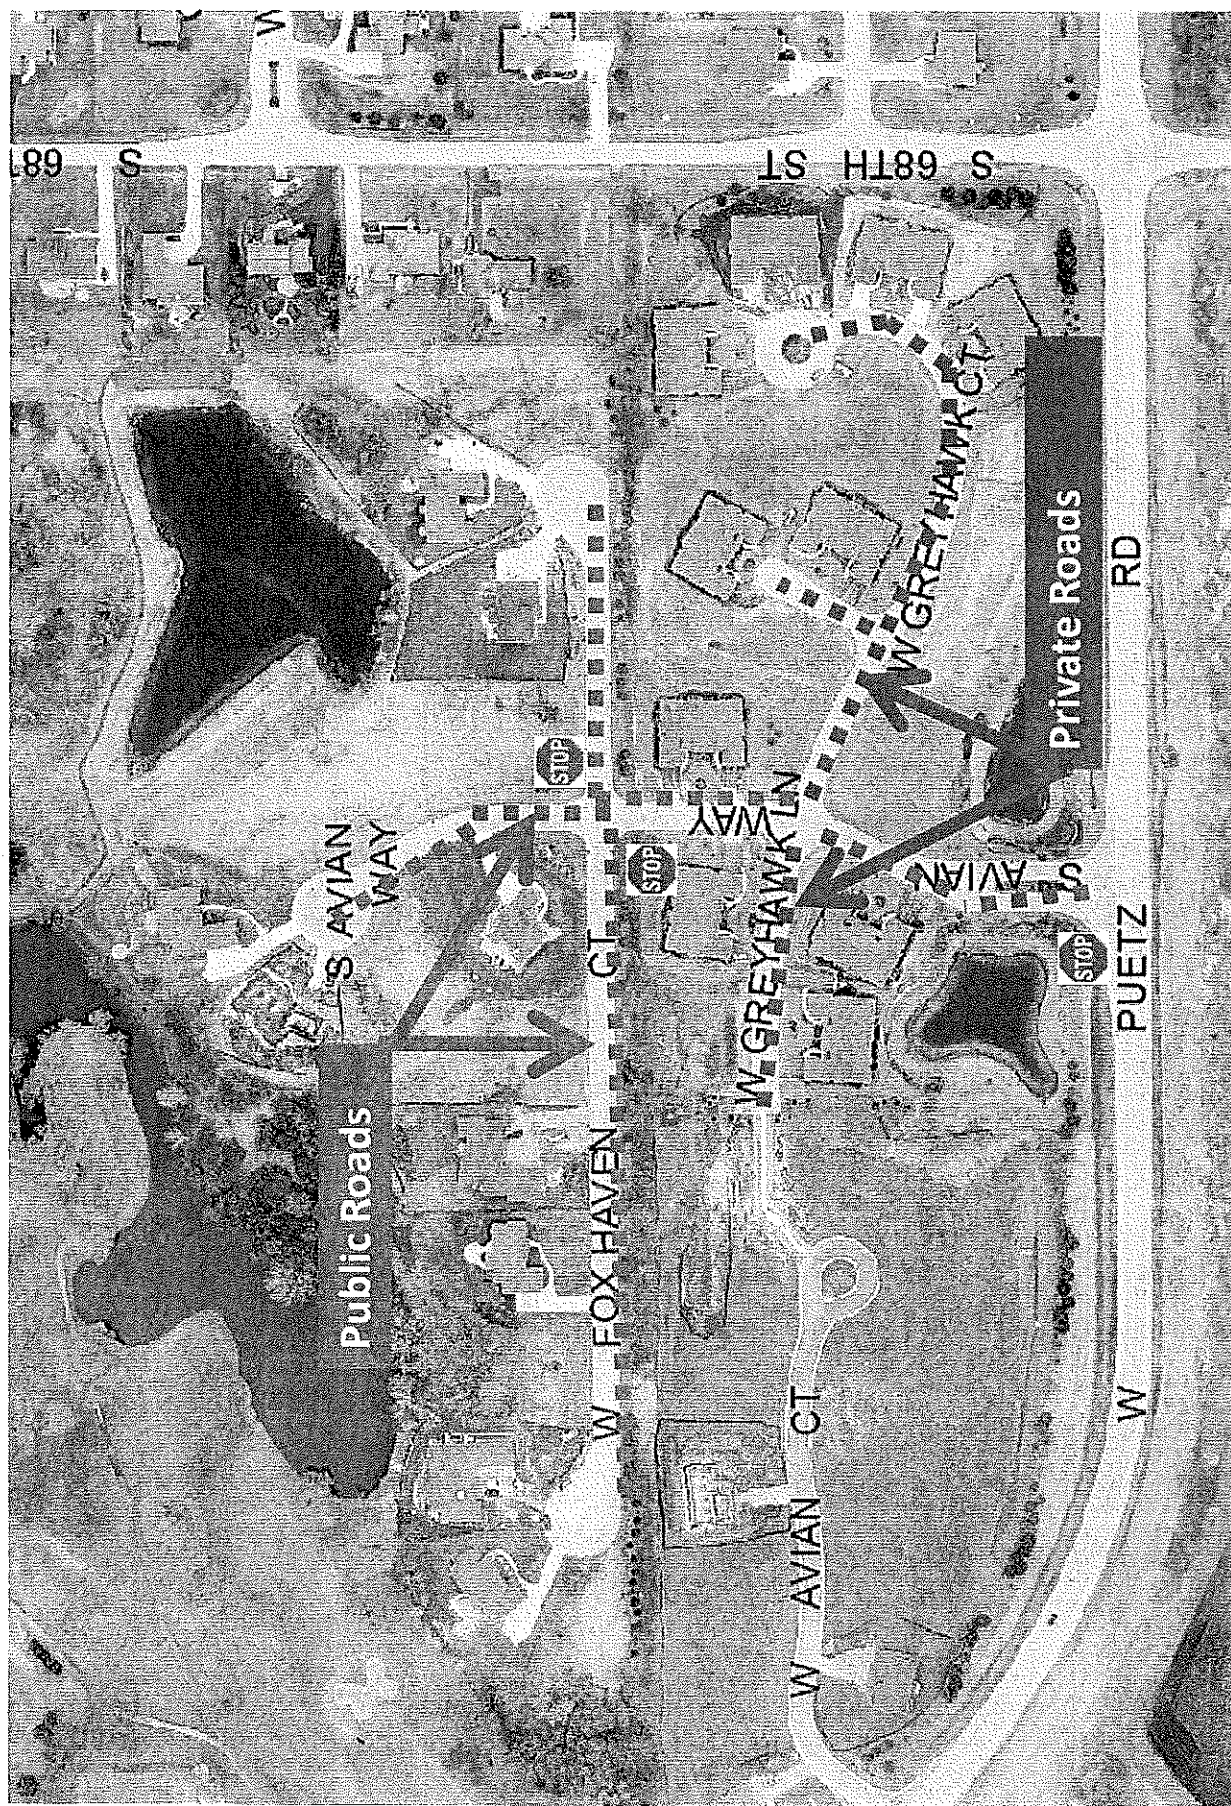 W
Public Roads
S AVIAN
WAY
STOP
W FOX HAVEN CT
STOP
WAY
W GREYHAWK LN
W AVIAN CT
W GREYHAWK CT
S AVIAN
S 68TH ST
S 68
Private Roads
STOP
W PUETZ RD